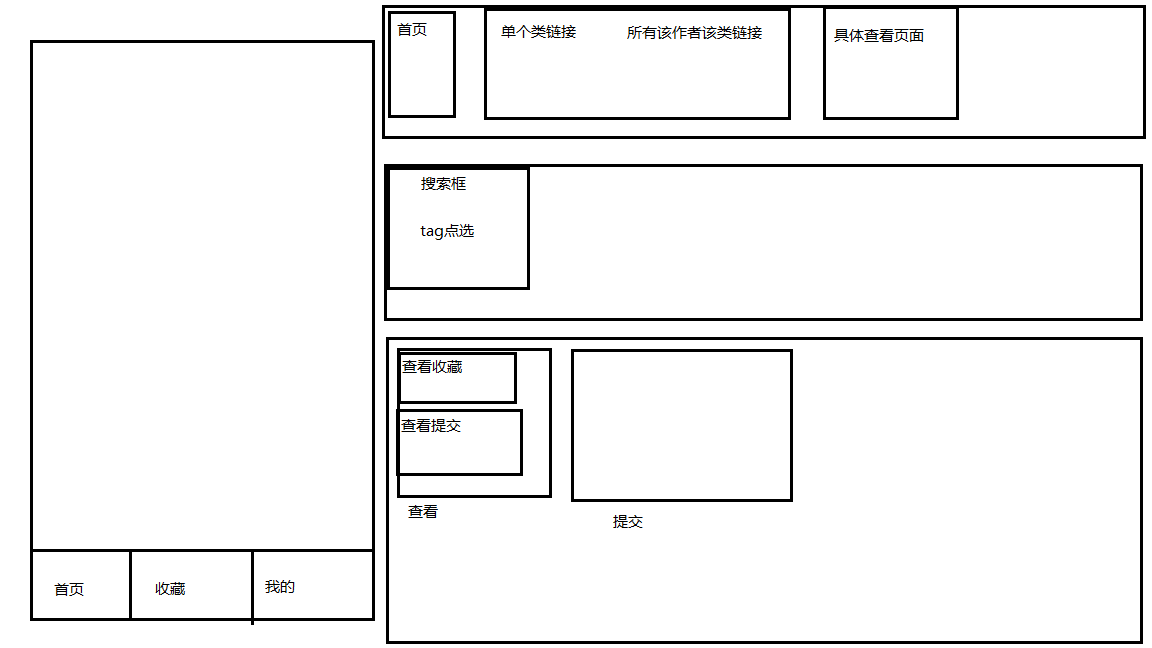 首页
收藏
我的
首页
单个类链接
所有该作者该类链接
具体查看页面
搜索框
tag点选
查看收藏
查看提交
查看
提交